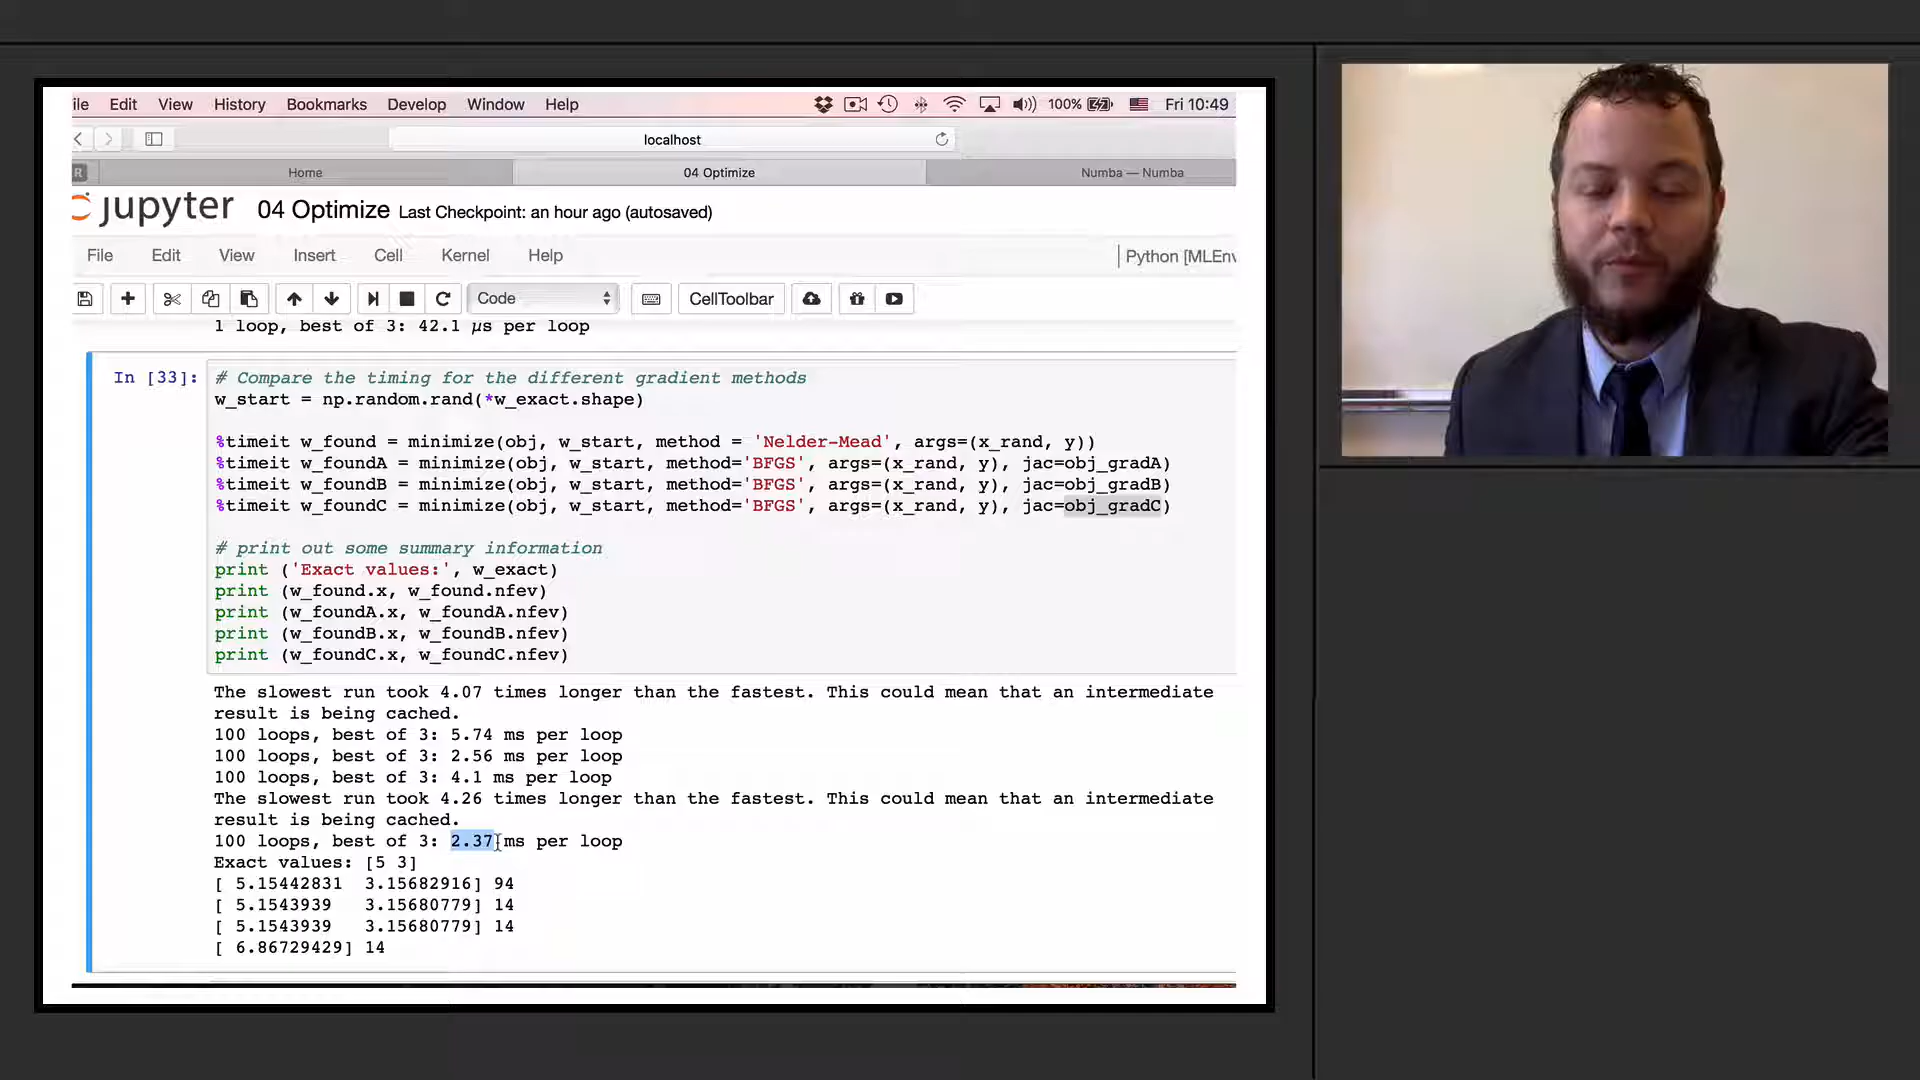 ile Edit View History Bookmarks Develop Window Help 100% Fri 10:49
localhost
R Home 04 Optimize Numba — Numba
jupyter 04 Optimize Last Checkpoint: an hour ago (autosaved)
File Edit View Insert Cell Kernel Help Python [MLEnv
Code CellToolbar
1 loop, best of 3: 42.1 µs per loop
In [33]: # Compare the timing for the different gradient methods
w_start = np.random.rand(*w_exact.shape)
%timeit w_found = minimize(obj, w_start, method = 'Nelder-Mead', args=(x_rand, y))
%timeit w_foundA = minimize(obj, w_start, method='BFGS', args=(x_rand, y), jac=obj_gradA)
%timeit w_foundB = minimize(obj, w_start, method='BFGS', args=(x_rand, y), jac=obj_gradB)
%timeit w_foundC = minimize(obj, w_start, method='BFGS', args=(x_rand, y), jac=obj_gradC)
# print out some summary information
print ('Exact values:', w_exact)
print (w_found.x, w_found.nfev)
print (w_foundA.x, w_foundA.nfev)
print (w_foundB.x, w_foundB.nfev)
print (w_foundC.x, w_foundC.nfev)
The slowest run took 4.07 times longer than the fastest. This could mean that an intermediate
result is being cached.
100 loops, best of 3: 5.74 ms per loop
100 loops, best of 3: 2.56 ms per loop
100 loops, best of 3: 4.1 ms per loop
The slowest run took 4.26 times longer than the fastest. This could mean that an intermediate
result is being cached.
100 loops, best of 3: 2.37 ms per loop
Exact values: [5 3]
[ 5.15442831 3.15682916] 94
[ 5.1543939 3.15680779] 14
[ 5.1543939 3.15680779] 14
[ 6.86729429] 14